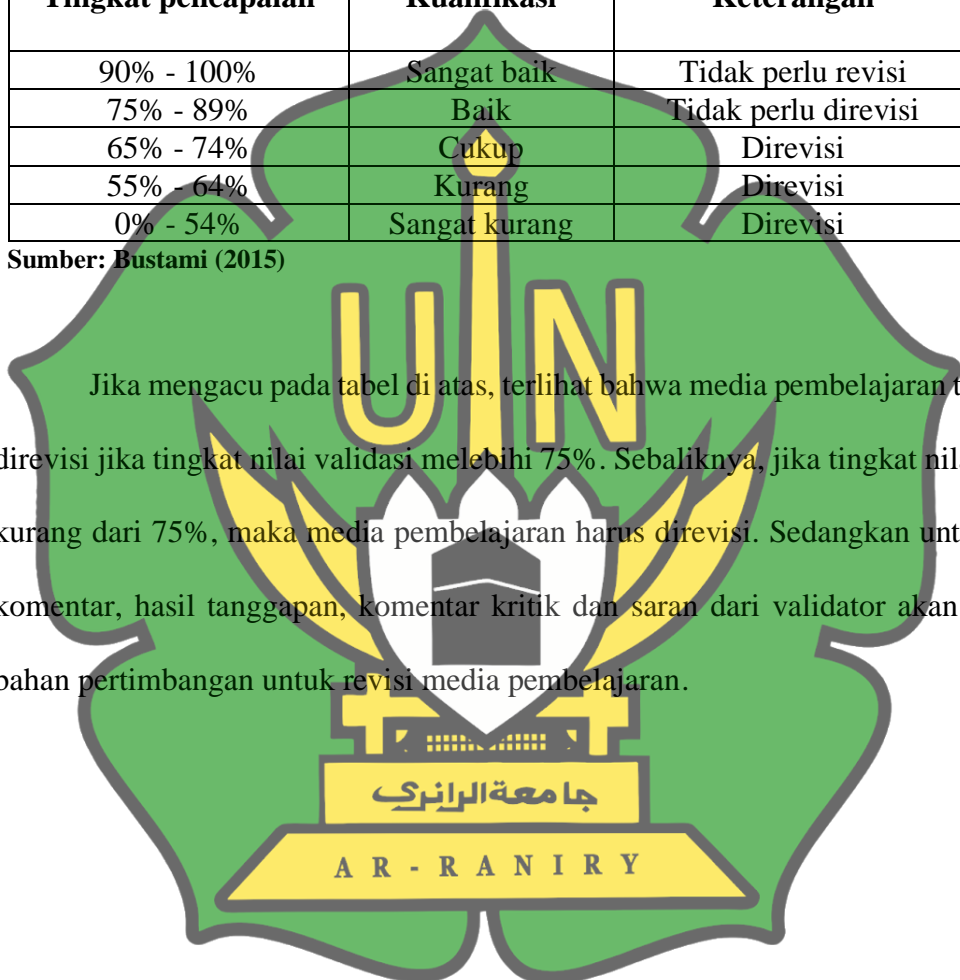 Tingkat pencapaian Kualifikasi Keterangan
90% - 100% Sangat baik Tidak perlu revisi
75% - 89% Baik Tidak perlu direvisi
65% - 74% Cukup Direvisi
55% - 64% Kurang Direvisi
0% - 54% Sangat kurang Direvisi
Sumber: Bustami (2015)
Jika mengacu pada tabel di atas, terlihat bahwa media pembelajaran
direvisi jika tingkat nilai validasi melebihi 75%. Sebaliknya, jika tingkat
kurang dari 75%, maka media pembelajaran harus direvisi. Sedangkan
komentar, hasil tanggapan, komentar kritik dan saran dari validator akan
bahan pertimbangan untuk revisi media pembelajaran.
UIN
جامعة الرانري
AR-RANIRY